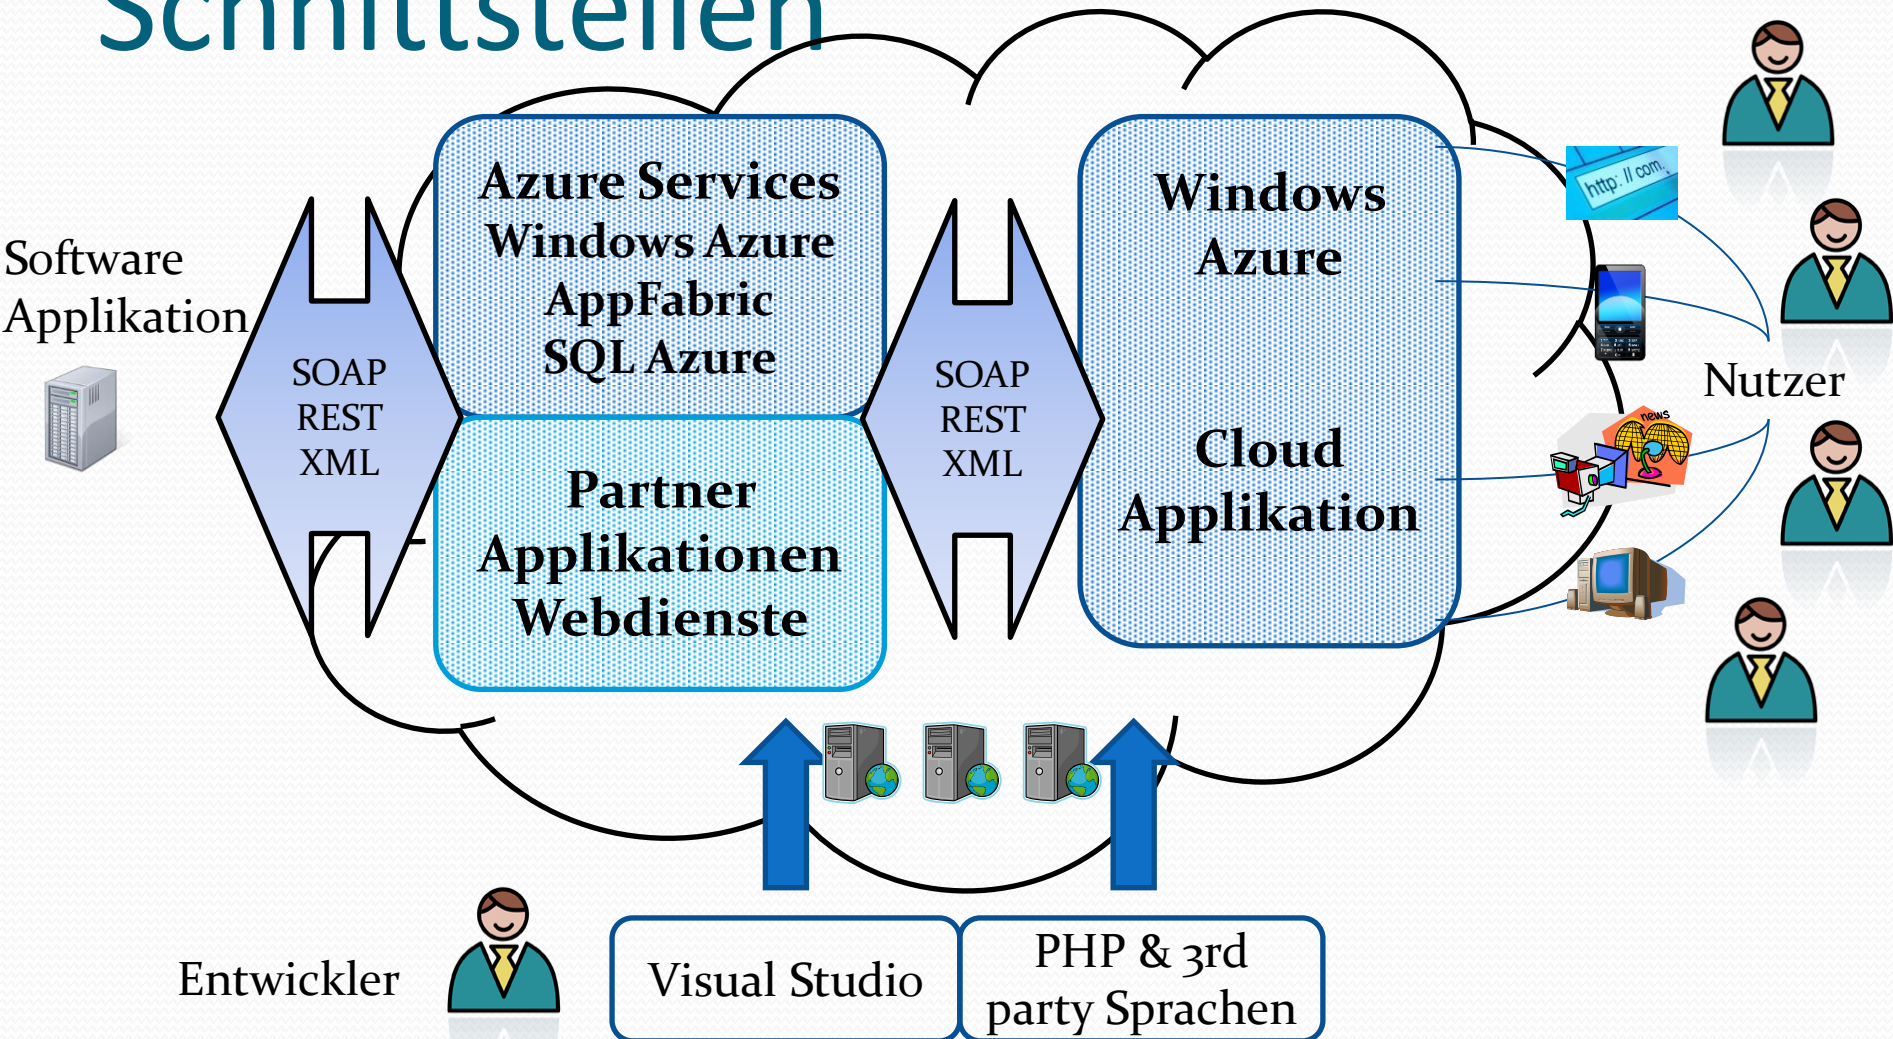 Schnittstellen
Software
Applikation
SOAP
REST
XML
Azure Services
Windows Azure
AppFabric
SQL Azure
Partner
Applikationen
Webdienste
SOAP
REST
XML
Windows
Azure
Cloud
Applikation
http: // com.
news
Nutzer
Entwickler
Visual Studio
PHP & 3rd
party Sprachen